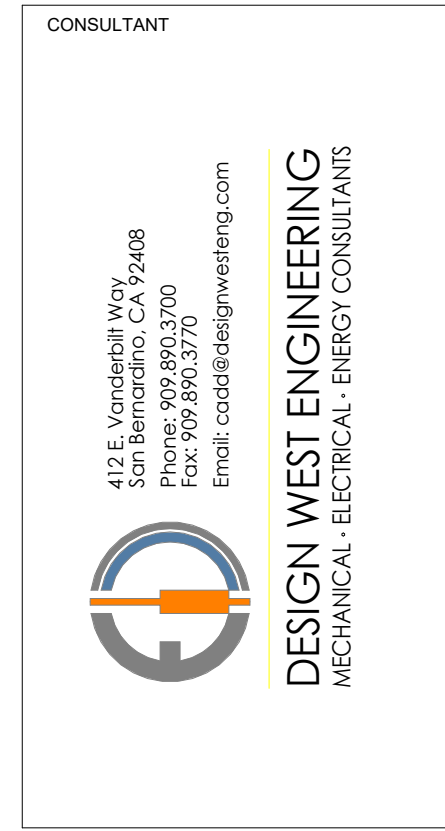 CONSULTANT
412 E. Vanderbilt Way
San Bernardino, CA 92408
Phone: 909.890.3700
Fax: 909.890.3770
Email: cadd@designwesteng.com
DESIGN WEST ENGINEERING
MECHANICAL • ELECTRICAL • ENERGY CONSULTANTS